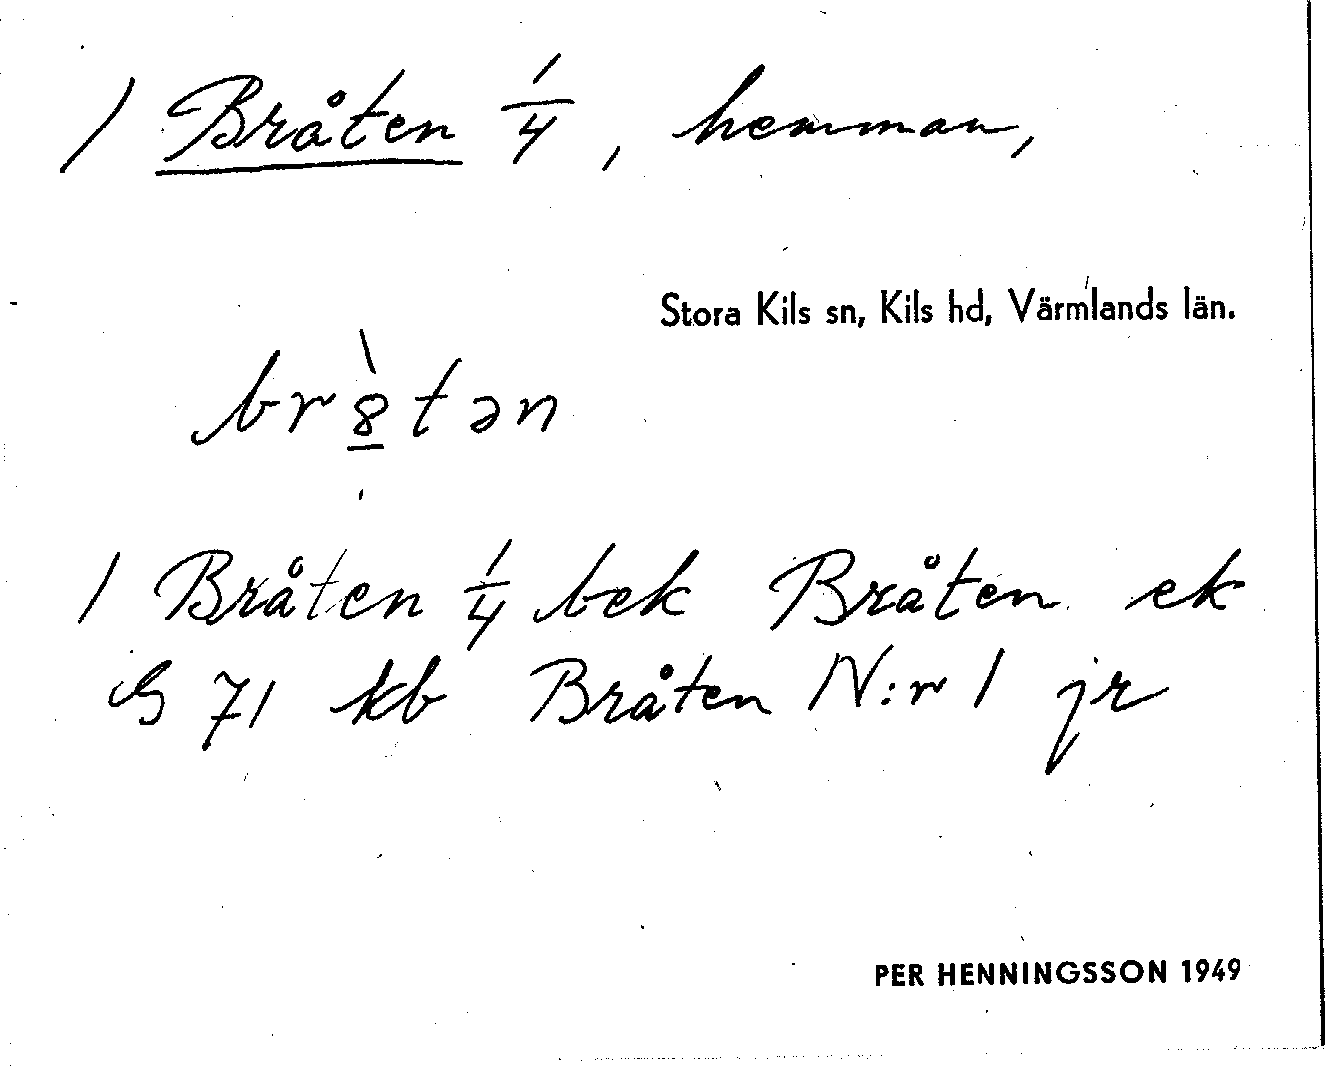 1 Bråten 1/4, hemman,
Stora Kils sn, Kils hd, Värmlands län.
br8̲̀tən
1 Bråten 1/4 bek Bråten ek
G 71 kb Bråten N:r 1 jr
PER HENNINGSSON 1949